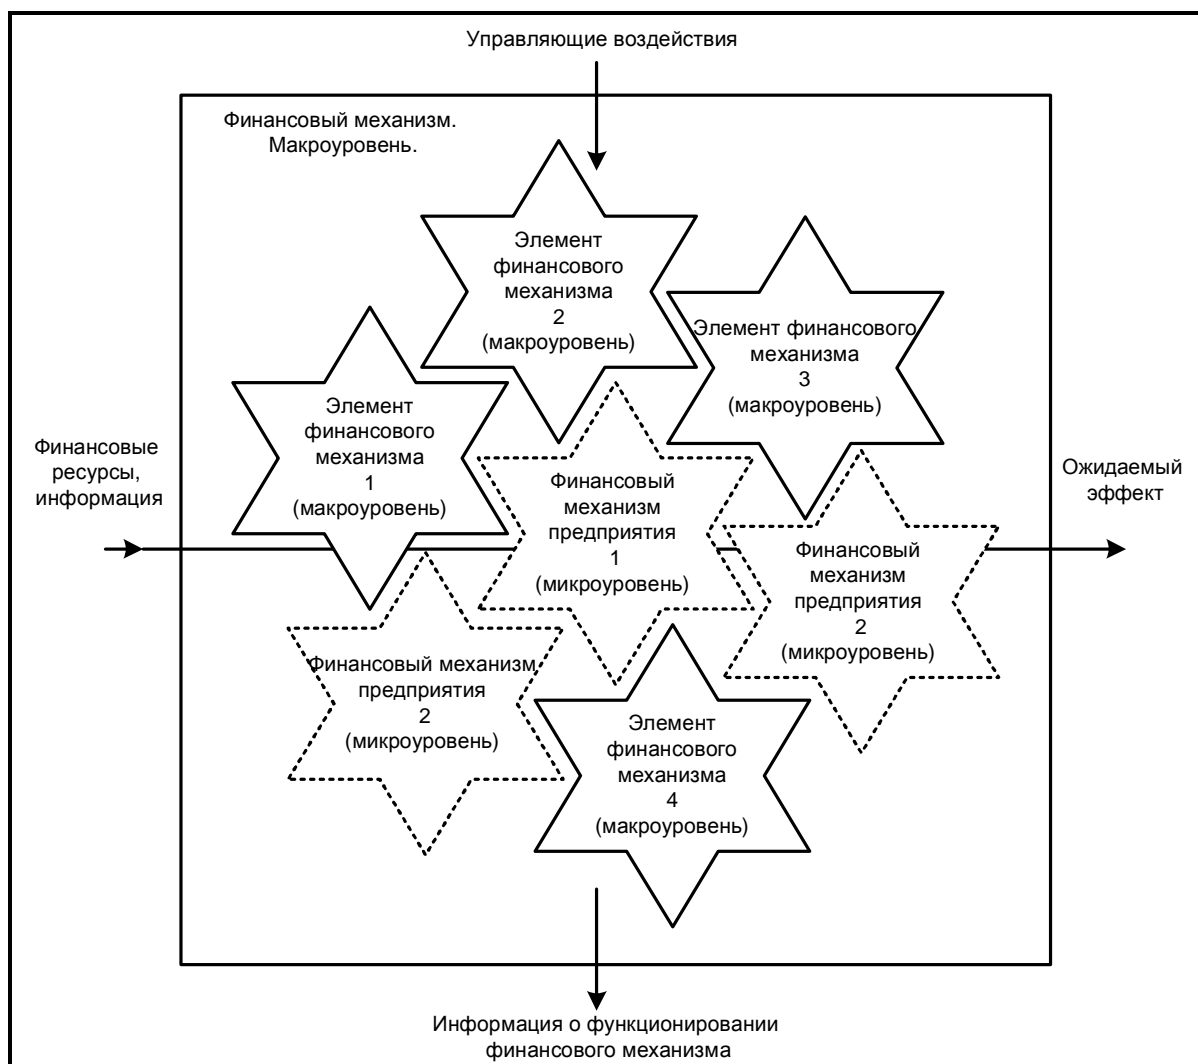 Управляющие воздействия
Финансовый механизм.
Макроуровень.
Элемент
финансового
механизма
2
(макроуровень)
Элемент финансового
механизма
3
(макроуровень)
Элемент
финансового
механизма
1
(макроуровень)
Финансовые
ресурсы,
информация
Финансовый
механизм
предприятия
1
(микроуровень)
Ожидаемый
эффект
Финансовый
механизм
предприятия
2
(микроуровень)
Финансовый механизм
предприятия
2
(микроуровень)
Элемент
финансового
механизма
4
(макроуровень)
Информация о функционировании
финансового механизма